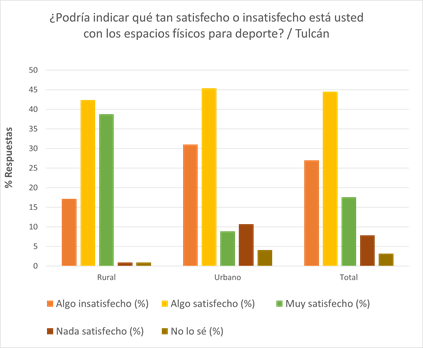 ¿Podría indicar qué tan satisfecho o insatisfecho está usted
con los espacios físicos para deporte? / Tulcán
% Respuestas
50
45
40
35
30
25
20
15
10
5
0
Rural Urbano Total
Algo insatisfecho (%) Algo satisfecho (%) Muy satisfecho (%)
Nada satisfecho (%) No lo sé (%)